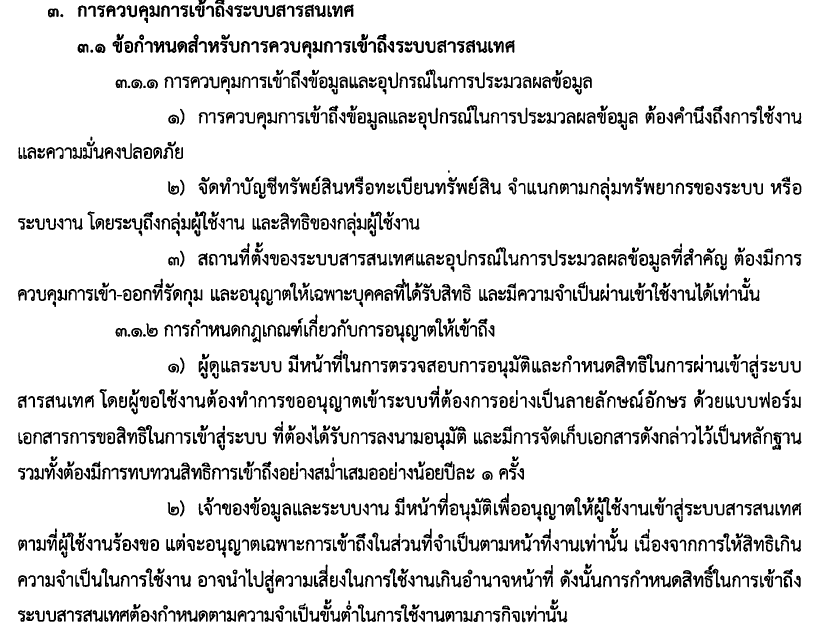 ๓. การควบคุมการเข้าถึงระบบสารสนเทศ
๓.๑ ข้อกำหนดสำหรับการควบคุมการเข้าถึงระบบสารสนเทศ
๓.๑.๑ การควบคุมการเข้าถึงข้อมูลและอุปกรณ์ในการประมวลผลข้อมูล
๑) การควบคุมการเข้าถึงข้อมูลและอุปกรณ์ในการประมวลผลข้อมูล ต้องคำนึงถึงการใช้งาน
และความมั่นคงปลอดภัย
๒) จัดทำบัญชีทรัพย์สินหรือทะเบียนทรัพย์สิน จำแนกตามกลุ่มทรัพยากรของระบบ หรือ
ระบบงาน โดยระบุถึงกลุ่มผู้ใช้งาน และสิทธิของกลุ่มผู้ใช้งาน
๓) สถานที่ตั้งของระบบสารสนเทศและอุปกรณ์ในการประมวลผลข้อมูลที่สำคัญ ต้องมีการ
ควบคุมการเข้า-ออกที่รัดกุม และอนุญาตให้เฉพาะบุคคลที่ได้รับสิทธิ และมีความจำเป็นผ่านเข้าใช้งานได้เท่านั้น
๓.๑.๒ การกำหนดกฎเกณฑ์เกี่ยวกับการอนุญาตให้เข้าถึง
๑) ผู้ดูแลระบบ มีหน้าที่ในการตรวจสอบการอนุมัติและกำหนดสิทธิในการผ่านเข้าสู่ระบบ
สารสนเทศ โดยผู้ขอใช้งานต้องทำการขออนุญาตเข้าระบบที่ต้องการอย่างเป็นลายลักษณ์อักษร ด้วยแบบฟอร์ม
เอกสารการขอสิทธิในการเข้าสู่ระบบ ที่ต้องได้รับการลงนามอนุมัติ และมีการจัดเก็บเอกสารดังกล่าวไว้เป็นหลักฐาน
รวมทั้งต้องมีการทบทวนสิทธิการเข้าถึงอย่างสม่ำเสมออย่างน้อยปีละ ๑ ครั้ง
๒) เจ้าของข้อมูลและระบบงาน มีหน้าที่อนุมัติเพื่ออนุญาตให้ผู้ใช้งานเข้าสู่ระบบสารสนเทศ
ตามที่ผู้ใช้งานร้องขอ แต่จะอนุญาตเฉพาะการเข้าถึงในส่วนที่จำเป็นตามหน้าที่งานเท่านั้น เนื่องจากการให้สิทธิเกิน
ความจำเป็นในการใช้งาน อาจนำไปสู่ความเสี่ยงในการใช้งานเกินอำนาจหน้าที่ ดังนั้นการกำหนดสิทธิ์ในการเข้าถึง
ระบบสารสนเทศต้องกำหนดตามความจำเป็นขั้นต่ำในการใช้งานตามภารกิจเท่านั้น